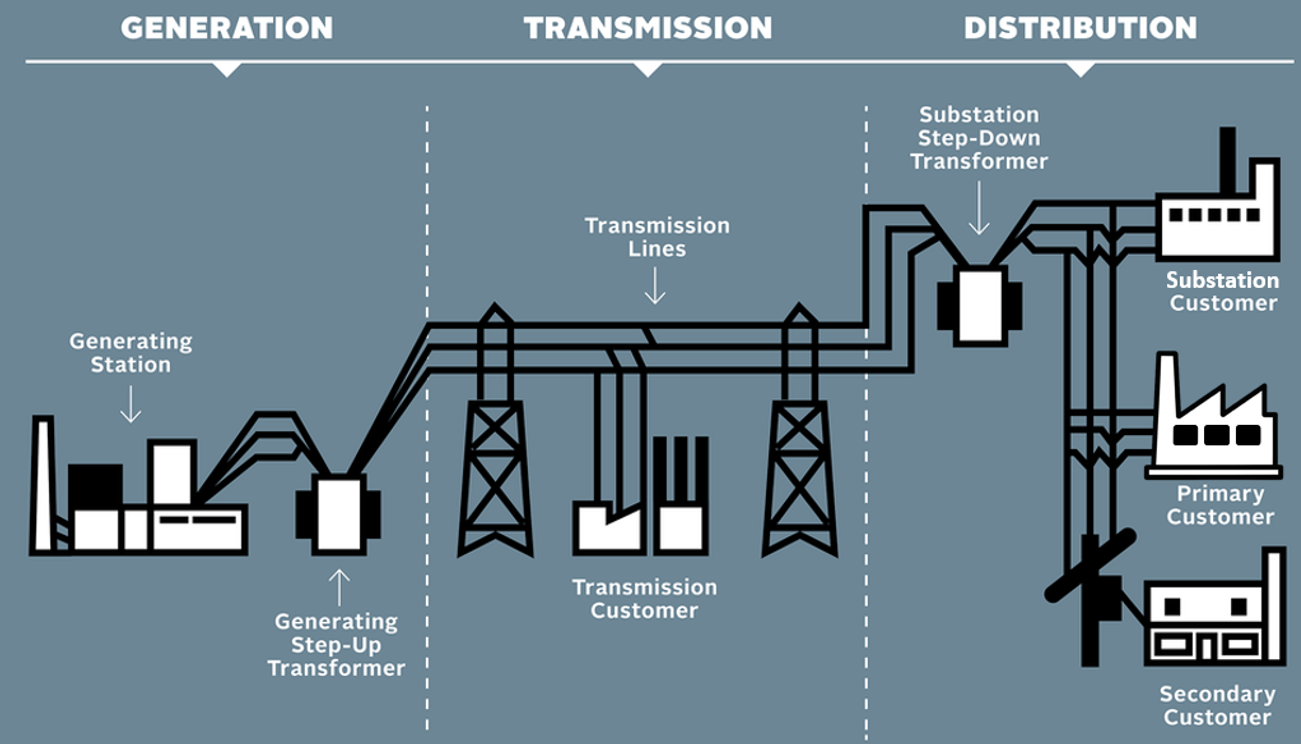 GENERATION
TRANSMISSION
DISTRIBUTION
Generating
Station
Generating
Step-Up
Transformer
Transmission
Lines
Transmission
Customer
Substation
Step-Down
Transformer
Substation
Customer
Primary
Customer
Secondary
Customer